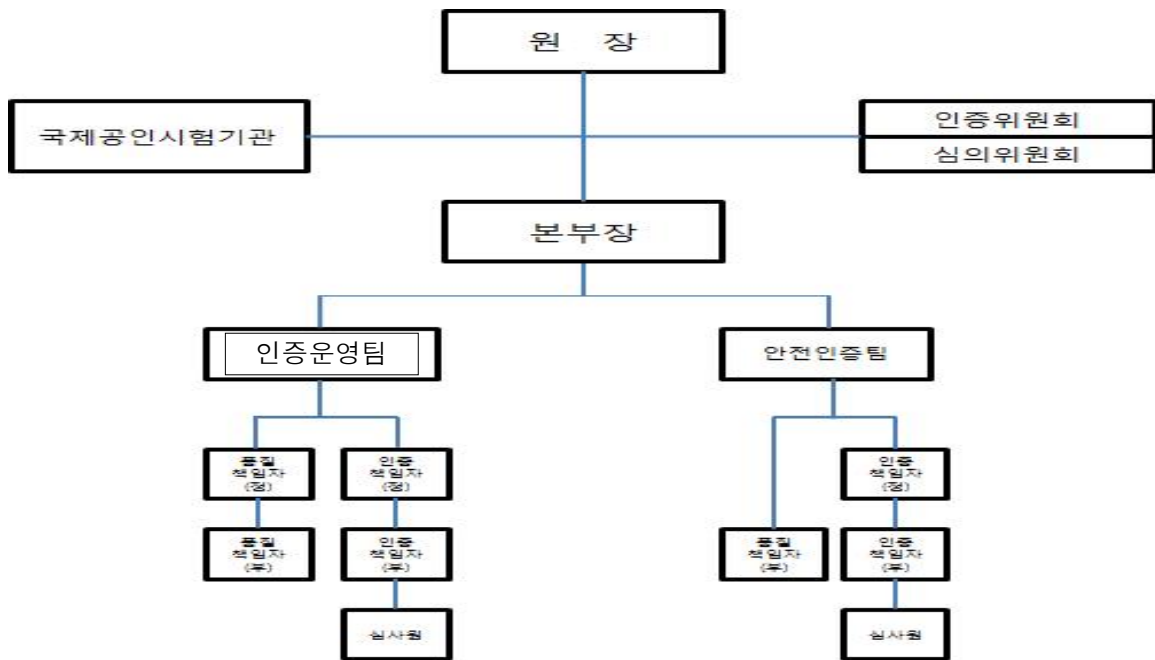 원 장
국제공인시험기관
인증위원회
심의위원회
본부장
인증운영팀
안전인증팀
품질
책임자
(정)
인증
책임자
(정)
인증
책임자
(정)
품질
책임자
(부)
인증
책임자
(부)
품질
책임자
(부)
인증
책임자
(부)
심사원
심사원